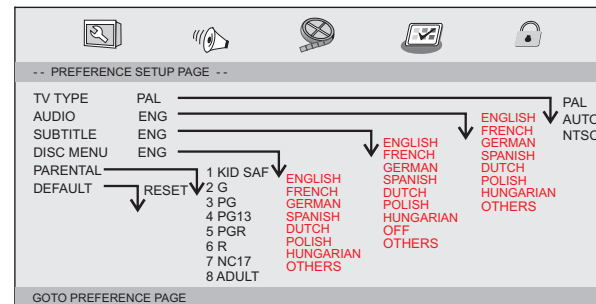 -- PREFERENCE SETUP PAGE --
TV TYPE PAL
AUDIO ENG
SUBTITLE ENG
DISC MENU ENG
PARENTAL
DEFAULT RESET
1 KID SAF
2 G
3 PG
4 PG13
5 PGR
6 R
7 NC17
8 ADULT
ENGLISH
FRENCH
GERMAN
SPANISH
DUTCH
POLISH
HUNGARIAN
OTHERS
ENGLISH
FRENCH
GERMAN
SPANISH
DUTCH
POLISH
HUNGARIAN
OFF
OTHERS
ENGLISH
FRENCH
GERMAN
SPANISH
DUTCH
POLISH
HUNGARIAN
OTHERS
PAL
AUTO
NTSC
GOTO PREFERENCE PAGE